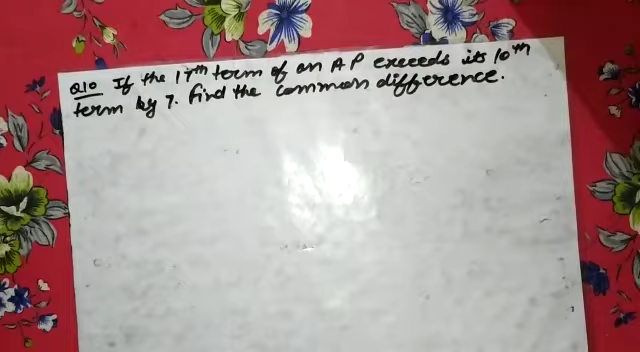 Q10 If the 17th term of an A P exceeds its 10th
term by 7. find the common difference.